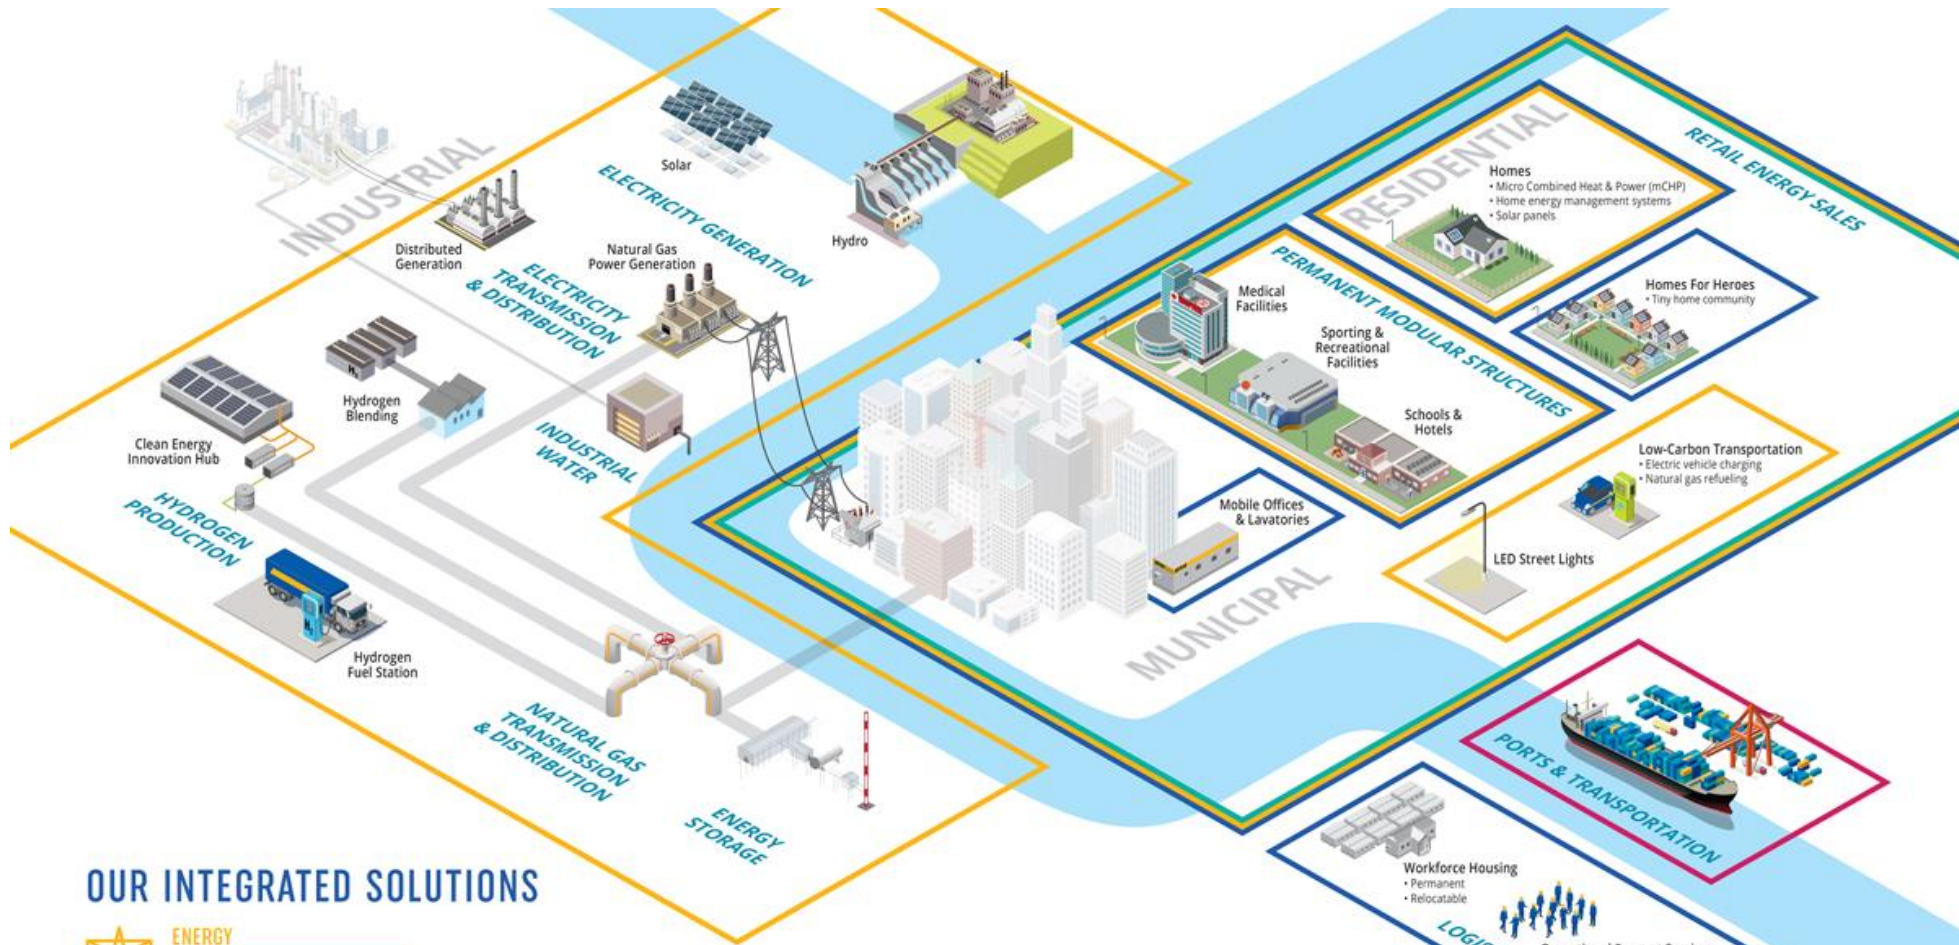 INDUSTRIAL
Solar
ELECTRICITY GENERATION
Hydro
Distributed
Generation
Natural Gas
Power Generation
ELECTRICITY
TRANSMISSION
& DISTRIBUTION
Hydrogen
Blending
Clean Energy
Innovation Hub
HYDROGEN
PRODUCTION
INDUSTRIAL
WATER
Hydrogen
Fuel Station
NATURAL GAS
TRANSMISSION
& DISTRIBUTION
ENERGY
STORAGE
RESIDENTIAL
Homes
• Micro Combined Heat & Power (mCHP)
• Home energy management systems
• Solar panels
RETAIL ENERGY SALES
Homes For Heroes
• Tiny home community
PERMANENT MODULAR STRUCTURES
Medical
Facilities
Sporting &
Recreational
Facilities
Schools &
Hotels
Low-Carbon Transportation
• Electric vehicle charging
• Natural gas refueling
LED Street Lights
Mobile Offices
& Lavatories
MUNICIPAL
PORTS & TRANSPORTATION
Workforce Housing
• Permanent
• Relocatable
OUR INTEGRATED SOLUTIONS
ENERGY